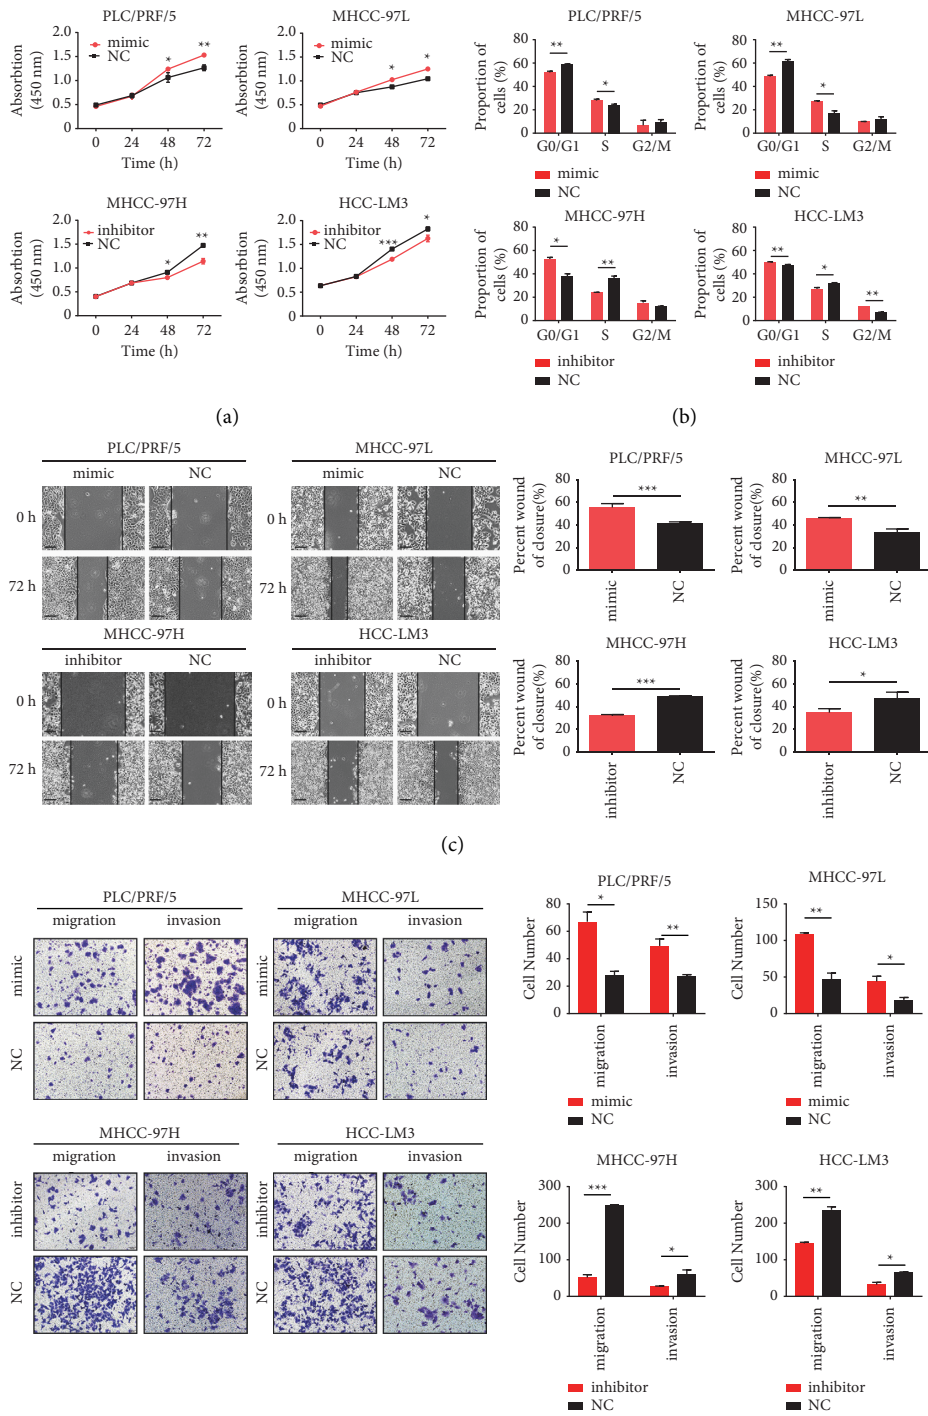 PLC/PRF/5
MHCC-97L
Absorbtion
(450 nm)
2.0
1.5
1.0
0.5
0
mimic
NC
*
**
0 24 48 72
Time (h)
Absorbtion
(450 nm)
2.0
1.5
1.0
0.5
0
mimic
NC
*
*
0 24 48 72
Time (h)
MHCC-97H
HCC-LM3
Absorbtion
(450 nm)
2.0
1.5
1.0
0.5
0
inhibitor
NC
*
**
0 24 48 72
Time (h)
Absorbtion
(450 nm)
2.0
1.5
1.0
0.5
0
inhibitor
NC
***
*
0 24 48 72
Time (h)
(a)
PLC/PRF/5
MHCC-97L
Proportion of
cells (%)
80
60
40
20
0
**
*
G0/G1 S G2/M
mimic
NC
Proportion of
cells (%)
80
60
40
20
0
**
*
G0/G1 S G2/M
mimic
NC
MHCC-97H
HCC-LM3
Proportion of
cells (%)
80
60
40
20
0
*
**
G0/G1 S G2/M
inhibitor
NC
Proportion of
cells (%)
80
60
40
20
0
**
*
**
G0/G1 S G2/M
inhibitor
NC
(b)
PLC/PRF/5
MHCC-97L
mimic NC
mimic NC
0 h
0 h
72 h
72 h
MHCC-97H
HCC-LM3
inhibitor NC
inhibitor NC
0 h
0 h
72 h
72 h
PLC/PRF/5
MHCC-97L
Percent wound
of closure(%)
80
60
40
20
0
***
mimic
NC
Percent wound
of closure(%)
80
60
40
20
0
**
mimic
NC
MHCC-97H
HCC-LM3
Percent wound
of closure(%)
80
60
40
20
0
***
inhibitor
NC
Percent wound
of closure(%)
80
60
40
20
0
*
inhibitor
NC
(c)
PLC/PRF/5
MHCC-97L
migration invasion
migration invasion
mimic
mimic
NC
NC
MHCC-97H
HCC-LM3
migration invasion
migration invasion
inhibitor
inhibitor
NC
NC
PLC/PRF/5
MHCC-97L
Cell Number
80
60
40
20
0
*
**
migration
invasion
mimic
NC
Cell Number
150
100
50
0
**
*
migration
invasion
mimic
NC
MHCC-97H
HCC-LM3
Cell Number
300
200
100
0
***
*
migration
invasion
inhibitor
NC
Cell Number
300
200
100
0
**
*
migration
invasion
inhibitor
NC